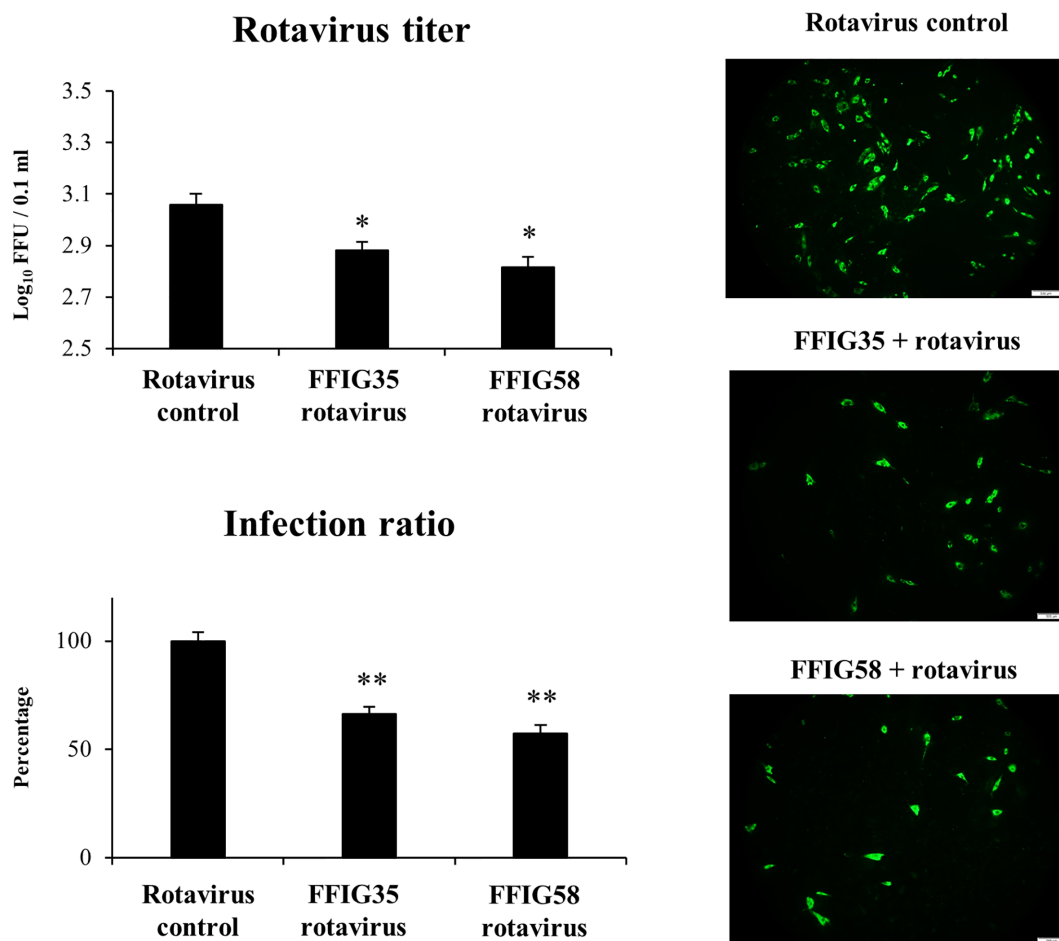 Rotavirus titer
Log₁₀ FFU / 0.1 ml
3.5
3.3
3.1
2.9
2.7
2.5
*
*
Rotavirus
control
FFIG35
rotavirus
FFIG58
rotavirus
Infection ratio
Percentage
100
50
0
**
**
Rotavirus
control
FFIG35
rotavirus
FFIG58
rotavirus
Rotavirus control
FFIG35 + rotavirus
FFIG58 + rotavirus